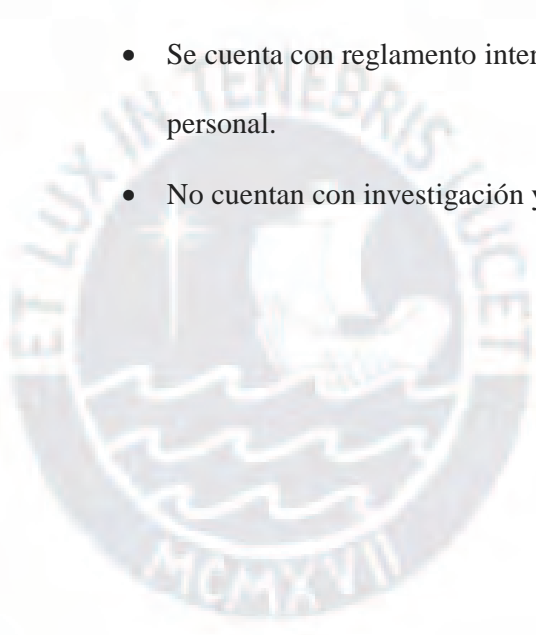 • Se cuenta con reglamento inter
personal.
• No cuentan con investigación y
ET LUX IN TENEBRIS LUCET
MCMXVII